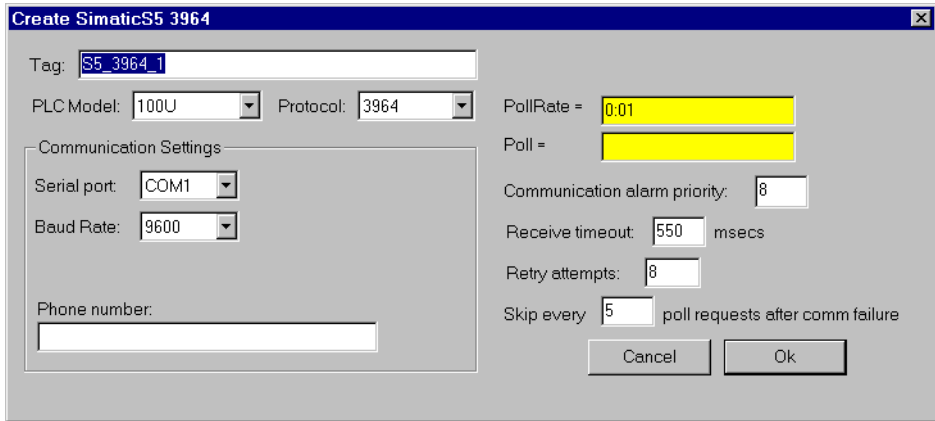 Create SimaticS5 3964
Tag: S5_3964_1
PLC Model: 100U Protocol: 3964
Communication Settings
Serial port: COM1
Baud Rate: 9600
Phone number:
PollRate = 0:01
Poll =
Communication alarm priority: 8
Receive timeout: 550 msecs
Retry attempts: 8
Skip every 5 poll requests after comm failure
Cancel Ok